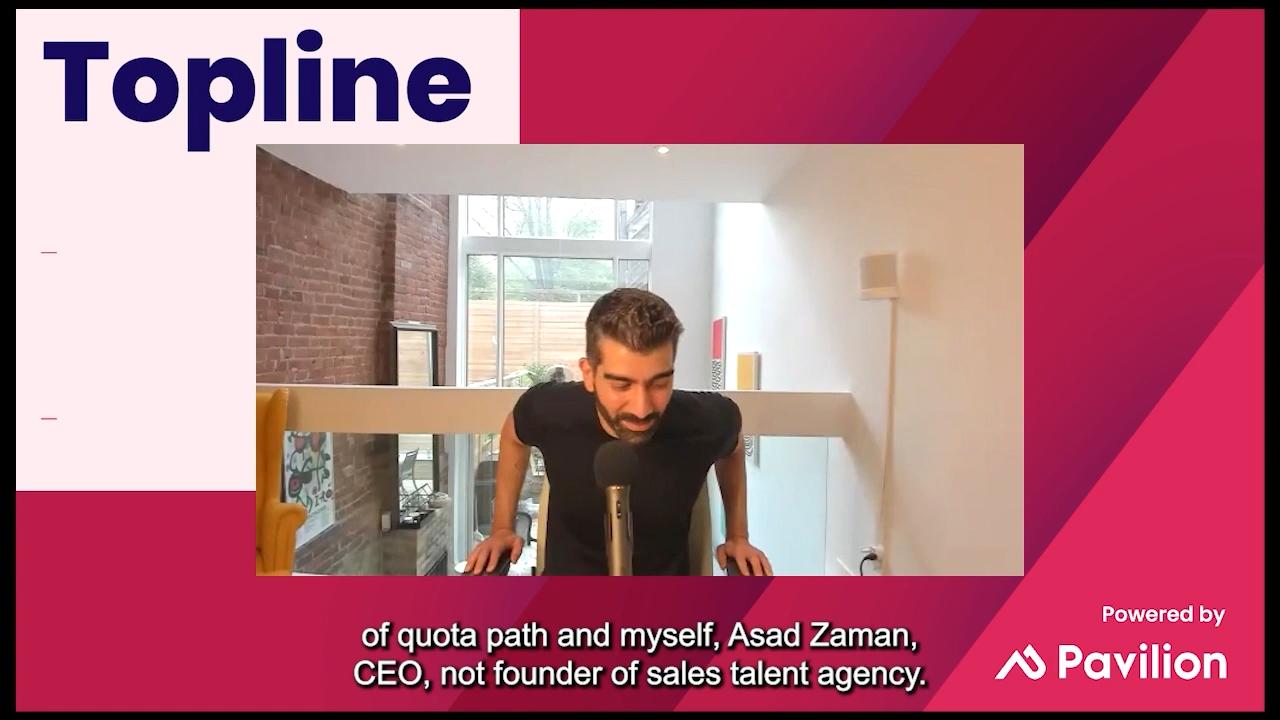 Topline
of quota path and myself, Asad Zaman,
CEO, not founder of sales talent agency.
Powered by
Pavilion